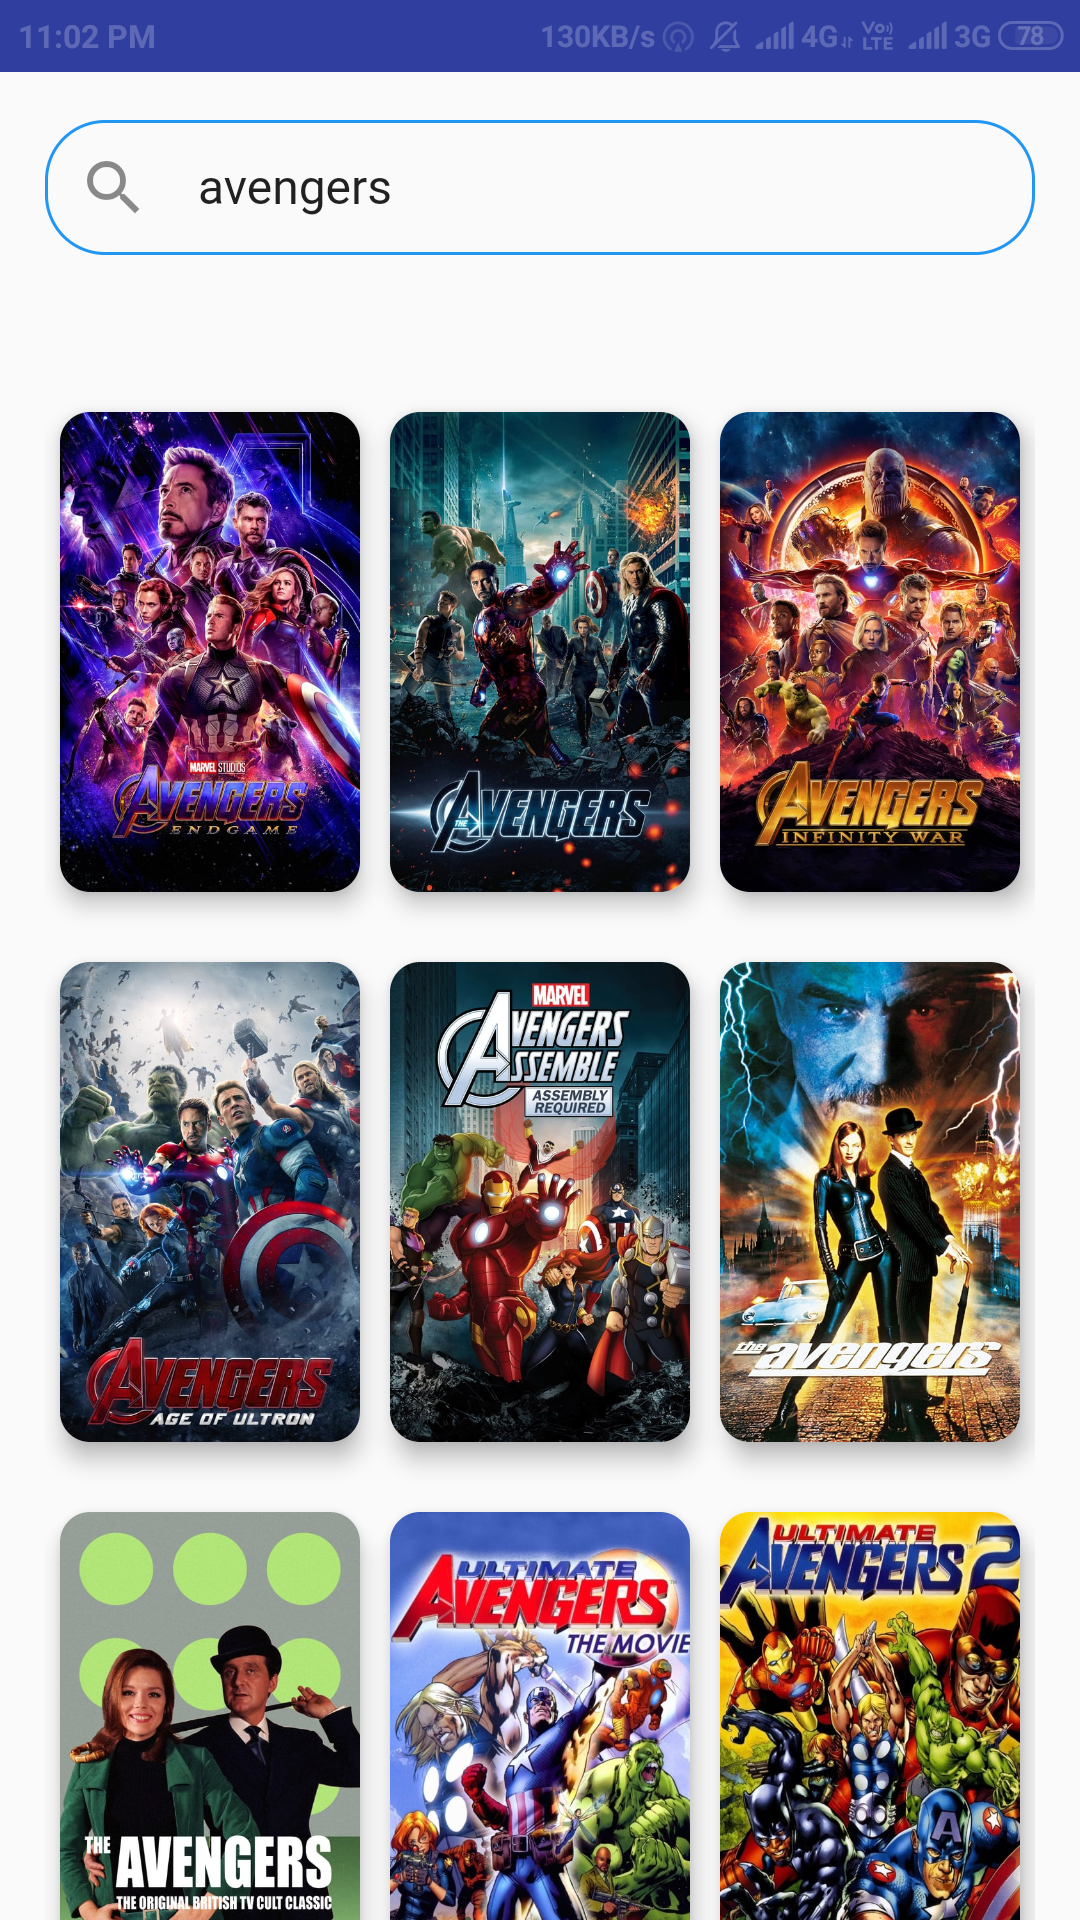 11:02 PM 130KB/s 4G Vo LTE 3G 78
avengers
MARVEL STUDIOS
AVENGERS
ENDGAME
THE
AVENGERS
AVENGERS
INFINITY WAR
AVENGERS
AGE OF ULTRON
MARVEL
AVENGERS
ASSEMBLE
ASSEMBLY
REQUIRED
the
avengers
THE AVENGERS
THE ORIGINAL BRITISH TV CULT CLASSIC
ULTIMATE
AVENGERS
THE MOVIE
ULTIMATE
AVENGERS 2